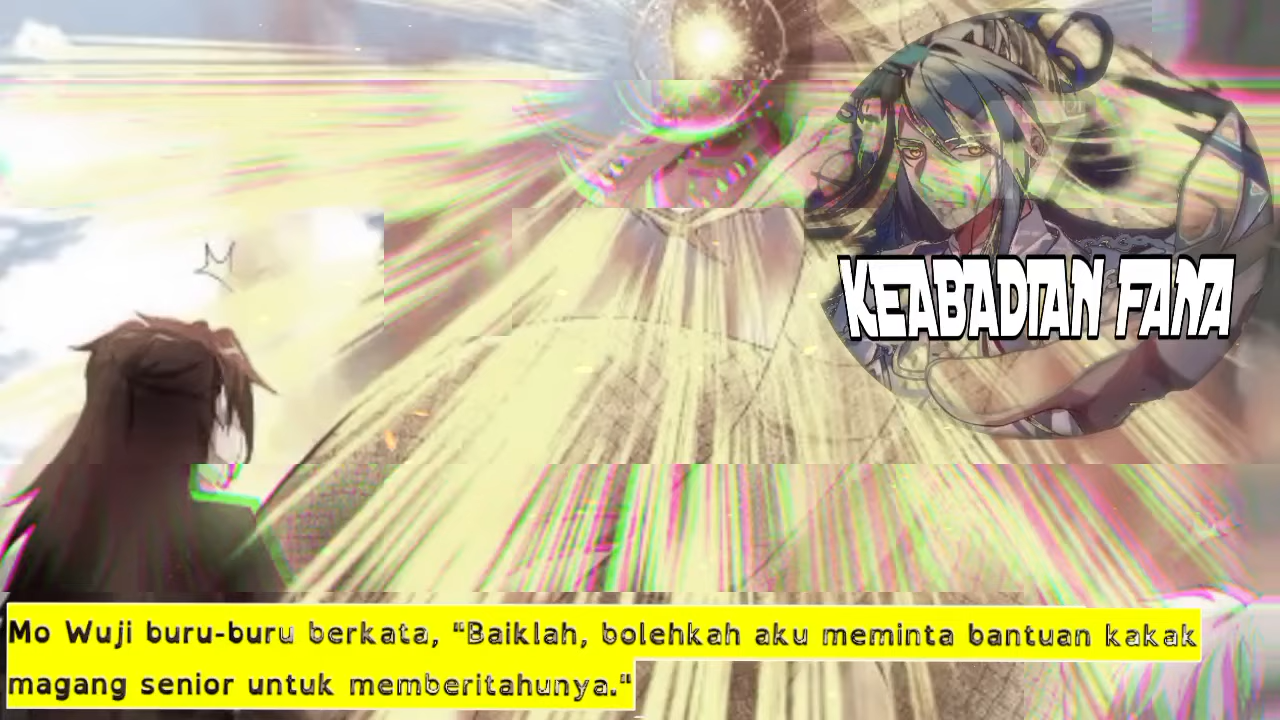 KEABADIAN FANA
Mo Wuji buru-buru berkata, "Baiklah, bolehkah aku meminta bantuan kakak
magang senior untuk memberitahunya."